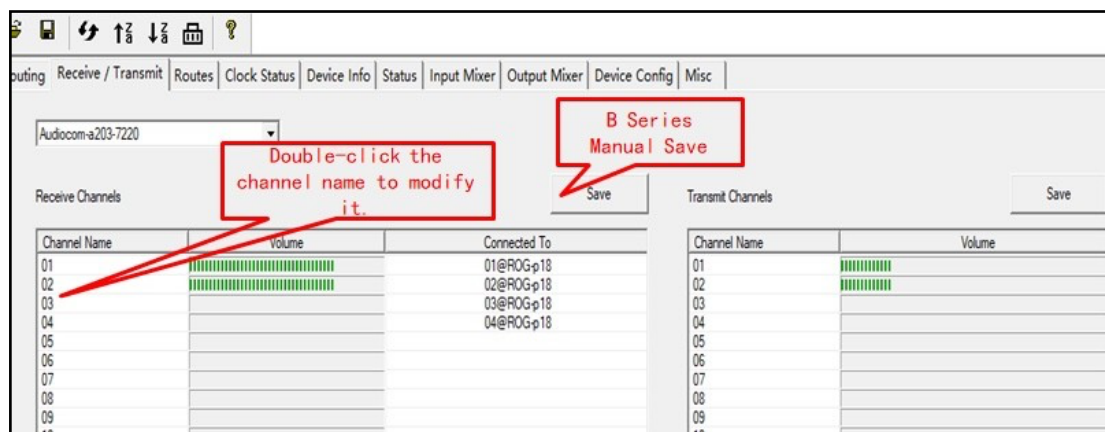 Receive / Transmit Routes Clock Status Device Info Status Input Mixer Output Mixer Device Config Misc
Audiocom-a203-7220
B Series
Manual Save
Double-click the
channel name to modify
it.
Receive Channels Save Transmit Channels Save
Channel Name Volume Connected To Channel Name Volume
01 01@ROG-p18 01
02 02@ROG-p18 02
03 03@ROG-p18 03
04 04@ROG-p18 04
05 05
06 06
07 07
08 08
09 09